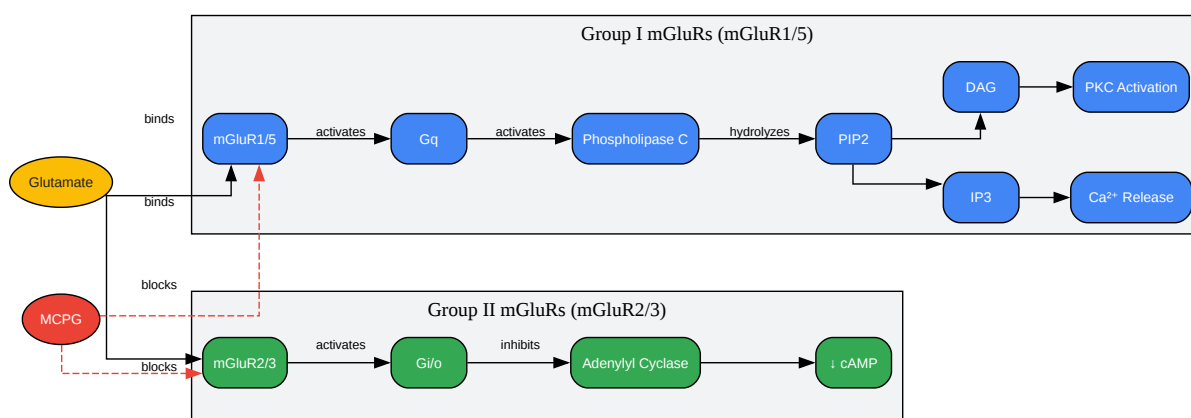 Group I mGluRs (mGluR1/5)
DAG
PKC Activation
binds
mGluR1/5
activates
Gq
activates
Phospholipase C
hydrolyzes
PIP2
Glutamate
binds
IP3
Ca²⁺ Release
blocks
Group II mGluRs (mGluR2/3)
MCPG
blocks
mGluR2/3
activates
Gi/o
inhibits
Adenylyl Cyclase
↓ cAMP